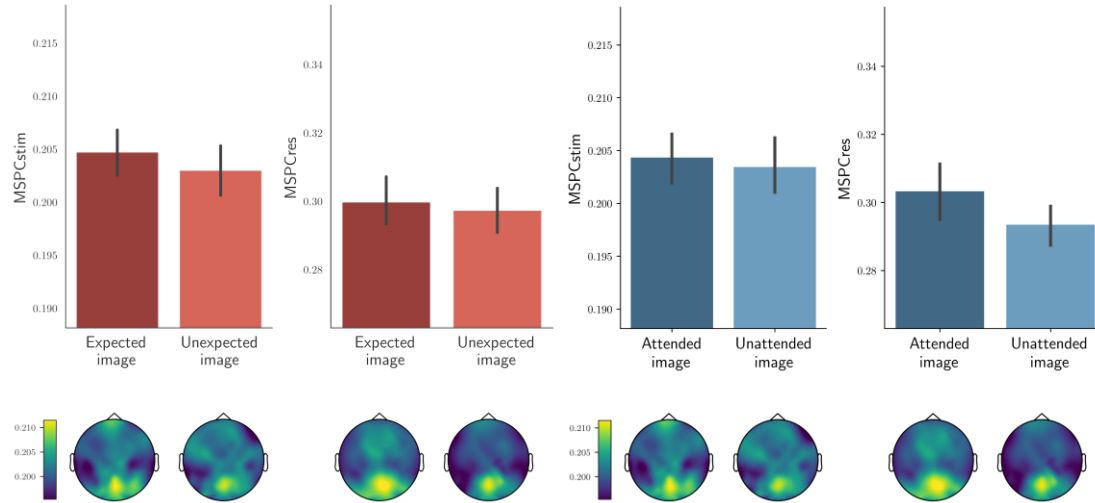 MSPCstim
0.215
0.210
0.205
0.200
0.195
0.190
Expected
image
Unexpected
image
MSPCres
0.34
0.32
0.30
0.28
Expected
image
Unexpected
image
MSPCstim
0.215
0.210
0.205
0.200
0.195
0.190
Attended
image
Unattended
image
MSPCres
0.34
0.32
0.30
0.28
Attended
image
Unattended
image
0.210
0.205
0.200
0.210
0.205
0.200